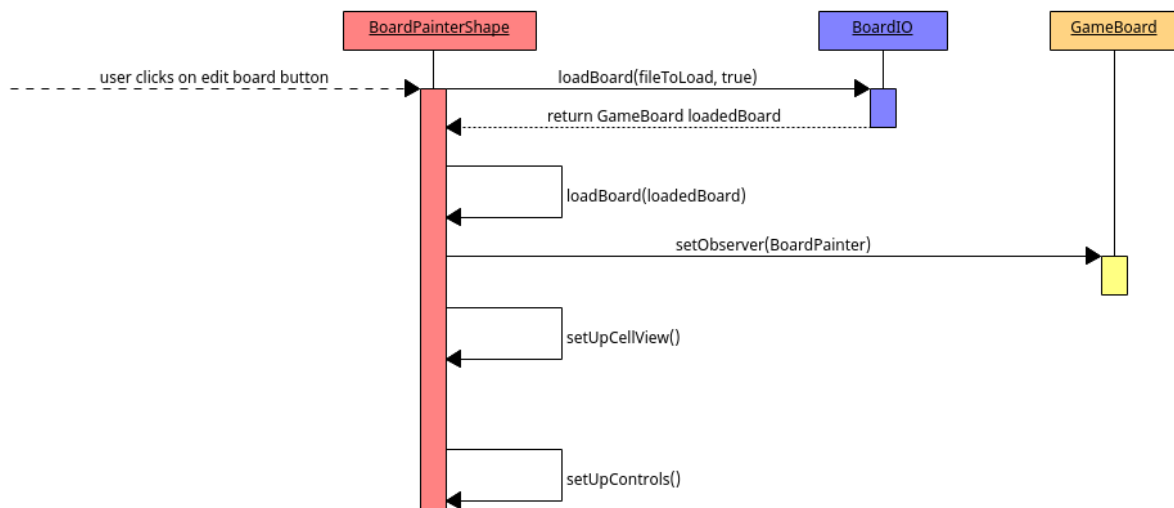 BoardPainterShape
BoardIO
GameBoard
user clicks on edit board button
loadBoard(fileToLoad, true)
return GameBoard loadedBoard
loadBoard(loadedBoard)
setObserver(BoardPainter)
setUpCellView()
setUpControls()